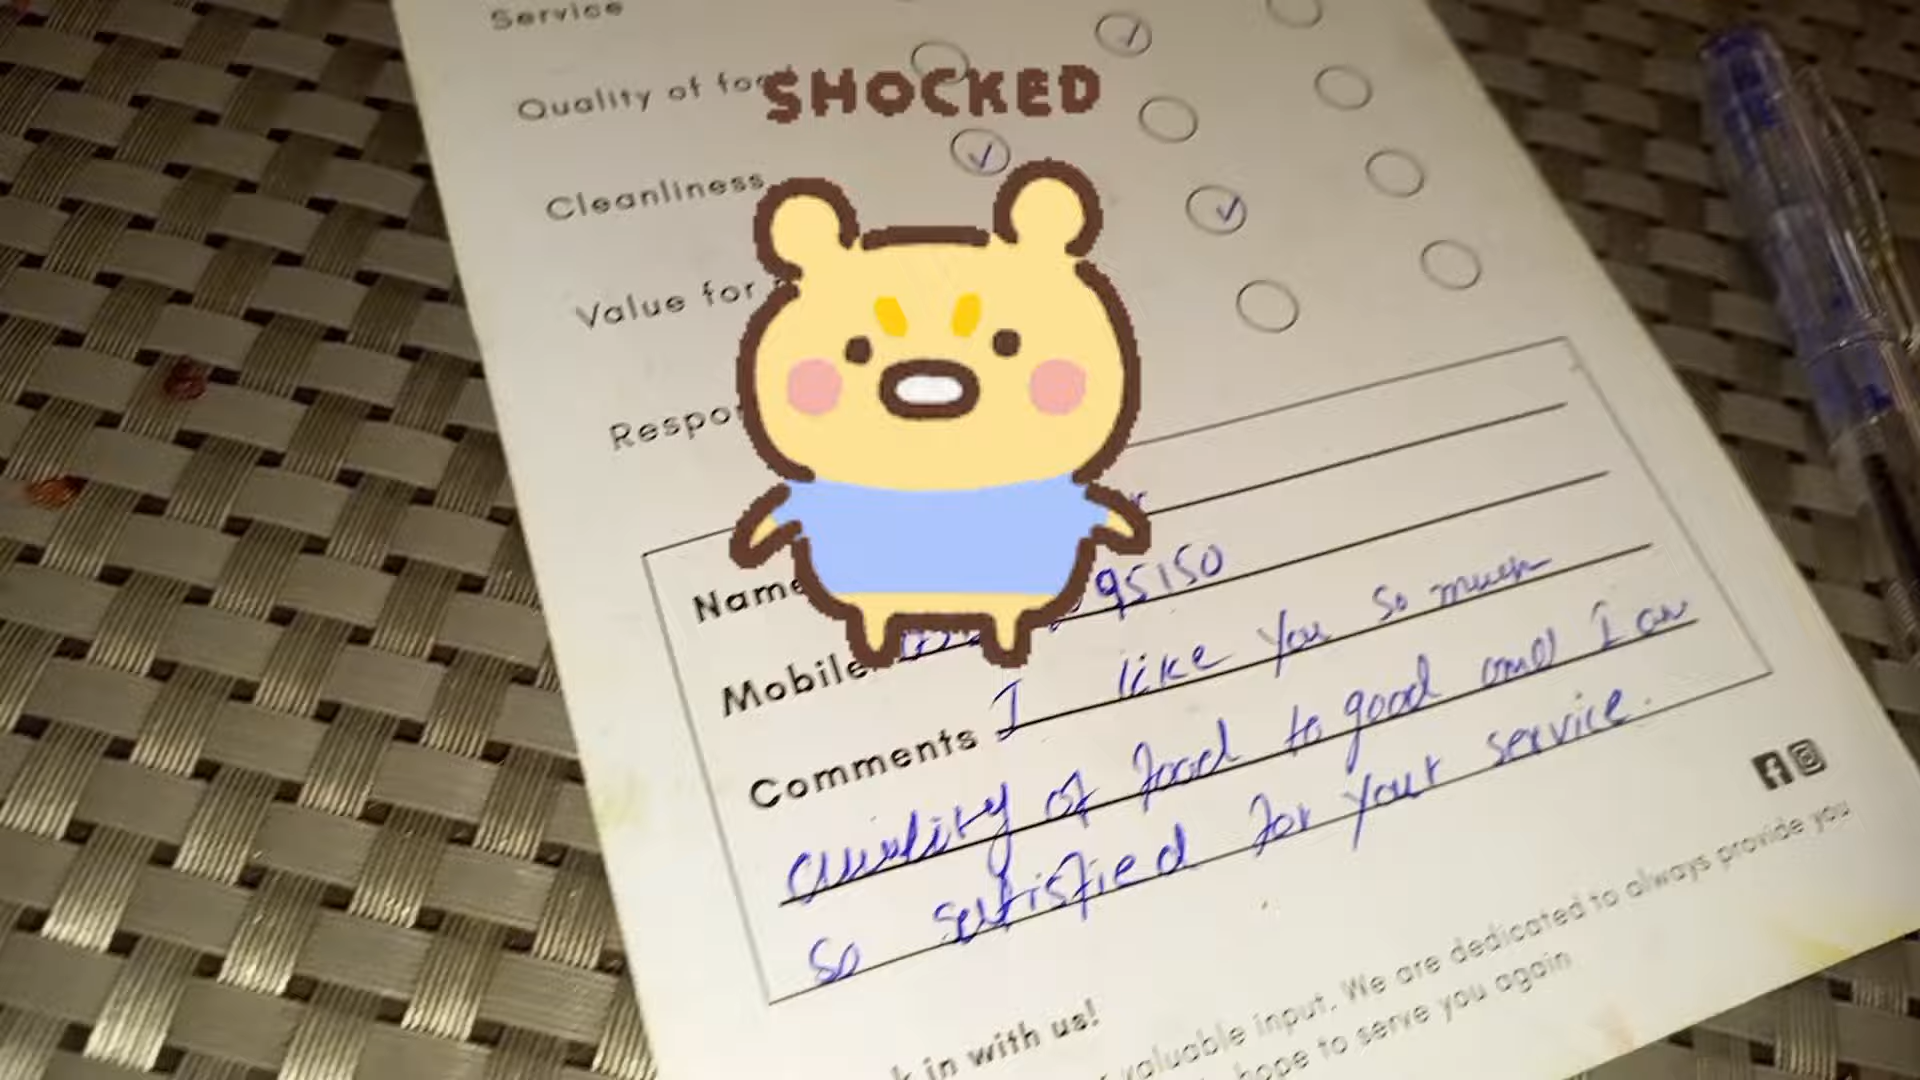 Service
Quality of foo
SHOCKED
Cleanliness
Value for
Respo
Name
Mobile 95150
Comments I like you so much
quality of food to good and I am
so setisfied for your service.
k in with us!
valuable input. We are dedicated to always provide you
hope to serve you again